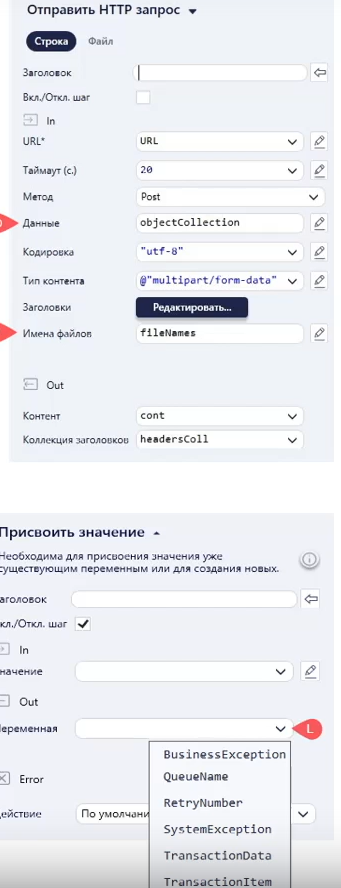 Отправить HTTP запрос
Строка Файл
Заголовок
Вкл./Откл. шаг
In
URL* URL
Таймаут (с.) 20
Метод Post
Данные objectCollection
Кодировка "utf-8"
Тип контента @"multipart/form-data"
Заголовки Редактировать...
Имена файлов fileNames
Out
Контент cont
Коллекция заголовков headersColl
Присвоить значение
Необходима для присвоения значения уже
существующим переменным или для создания новых.
аголовок
кл./Откл. шаг
In
начение
Out
еременная L
BusinessException
QueueName
Error
RetryNumber
ействие По умолчан
SystemException
TransactionData
TransactionItem